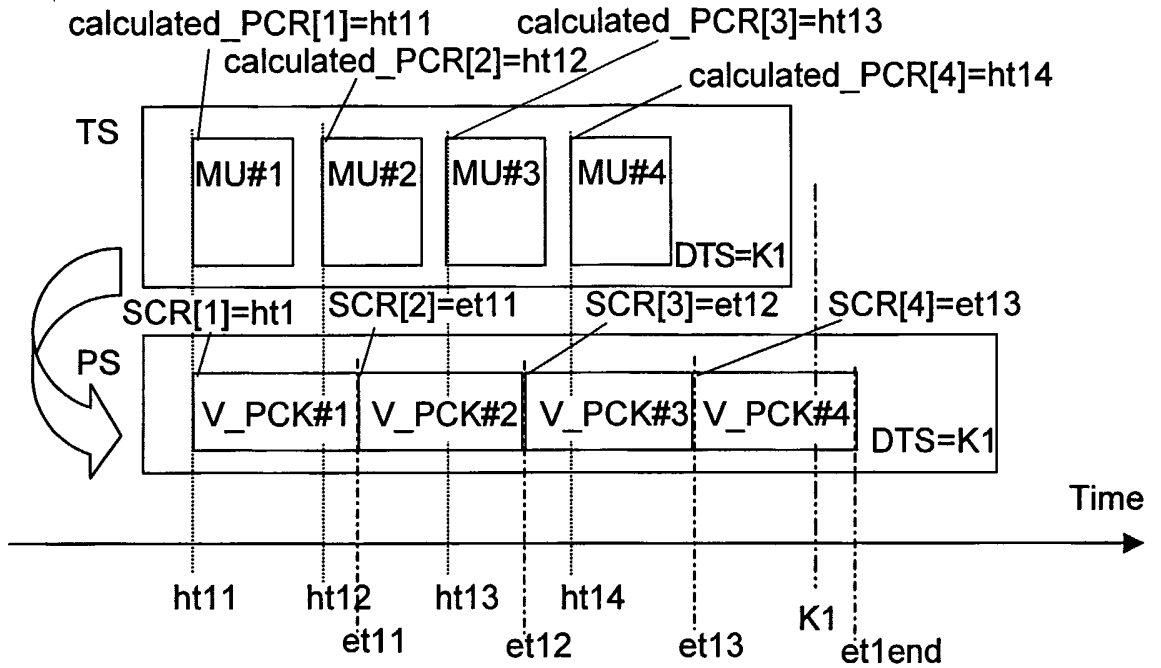 calculated_PCR[1]=ht11
calculated_PCR[3]=ht13
calculated_PCR[2]=ht12
calculated_PCR[4]=ht14
TS
MU#1
MU#2
MU#3
MU#4
DTS=K1
SCR[1]=ht1
SCR[2]=et11
SCR[3]=et12
SCR[4]=et13
PS
V_PCK#1
V_PCK#2
V_PCK#3
V_PCK#4
DTS=K1
Time
ht11
ht12
ht13
ht14
K1
et11
et12
et13
et1end